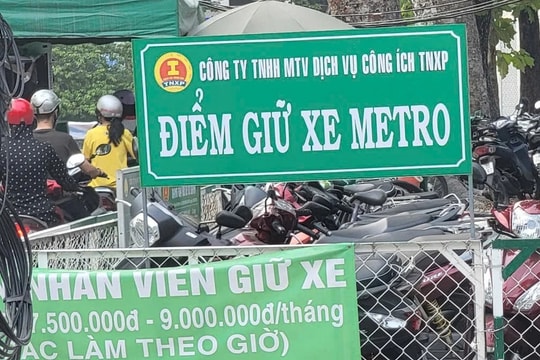 CÔNG TY TNHH MTV DỊCH VỤ CÔNG ÍCH TNXP
TNXP
ĐIỂM GIỮ XE METRO
NHÂN VIÊN GIỮ XE
7.500.000đ - 9.000.000đ/tháng
ẶC LÀM THEO GIỜ)